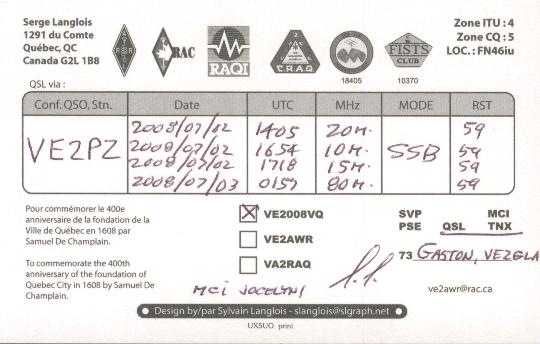 Serge Langlois
1291 du Comte
Québec, QC
Canada G2L 1B8
RAC
RAQI
C.R.A.Q
18405
FISTS
CLUB
10370
Zone ITU : 4
Zone CQ : 5
LOC. : FN46iu
QSL via :
Conf. QSO, Stn. Date UTC MHz MODE RST
VE2PZ SSB
2008/07/02 1405 20M. 59
2008/07/02 1654 10M. 59
2008/07/02 1718 15M. 59
2008/07/03 0157 80M. 59
Pour commémorer le 400e
anniversaire de la fondation de la
Ville de Québec en 1608 par
Samuel De Champlain.
To commemorate the 400th
anniversary of the foundation of
Quebec City in 1608 by Samuel De
Champlain.
VE2008VQ
VE2AWR
VA2RAQ
MCI JOCELYN
SVP MCI
PSE QSL TNX
73 GASTON, VE2GLA
ve2awr@rac.ca
Design by/par Sylvain Langlois - slanglois@slgraph.net
UX5UO print